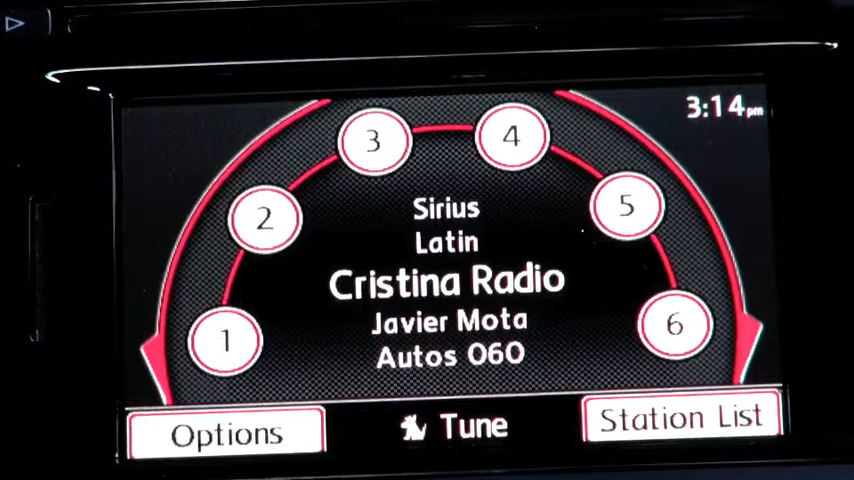 3:14pm
3
4
2
5
1
6
Sirius
Latin
Cristina Radio
Javier Mota
Autos 060
Options
Tune
Station List